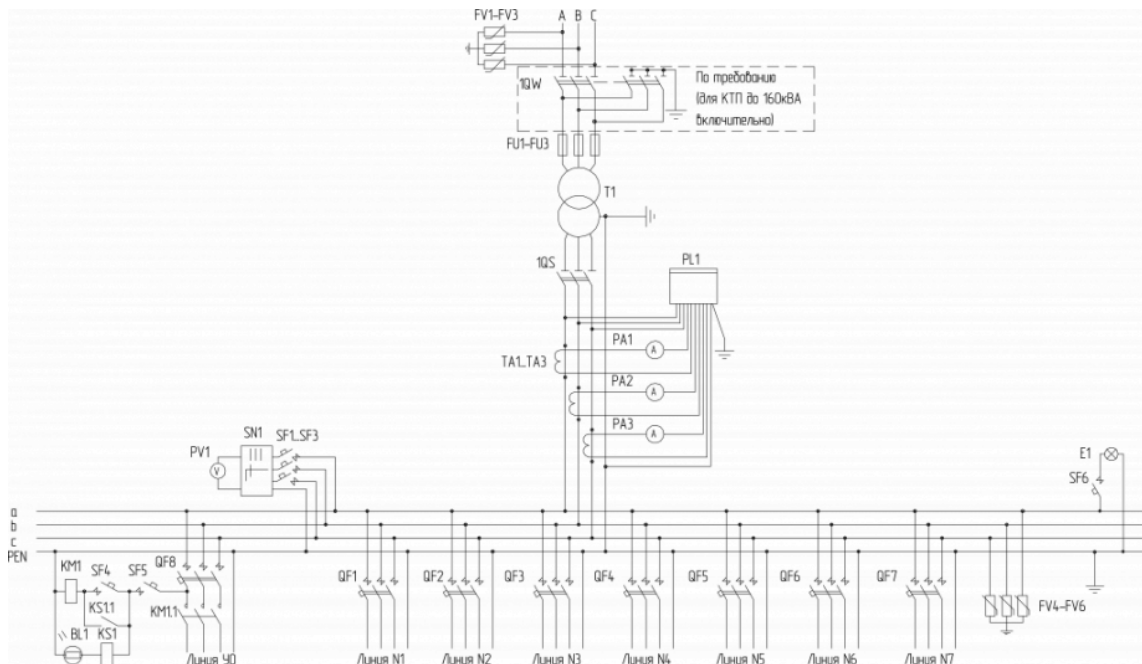 FV1-FV3
A B C
1QW
По требованию
(для КТП до 160кВА
включительно)
FU1-FU3
T1
1QS
PL1
PA1
A
TA1...TA3
PA2
A
PA3
A
SN1
SF1...SF3
PV1
V
E1
SF6
a
b
c
PEN
KM1
SF4
SF5
QF8
QF1
QF2
QF3
QF4
QF5
QF6
QF7
KS1.1
KM1.1
FV4-FV6
BL1
KS1
Линия УО
Линия N1
Линия N2
Линия N3
Линия N4
Линия N5
Линия N6
Линия N7